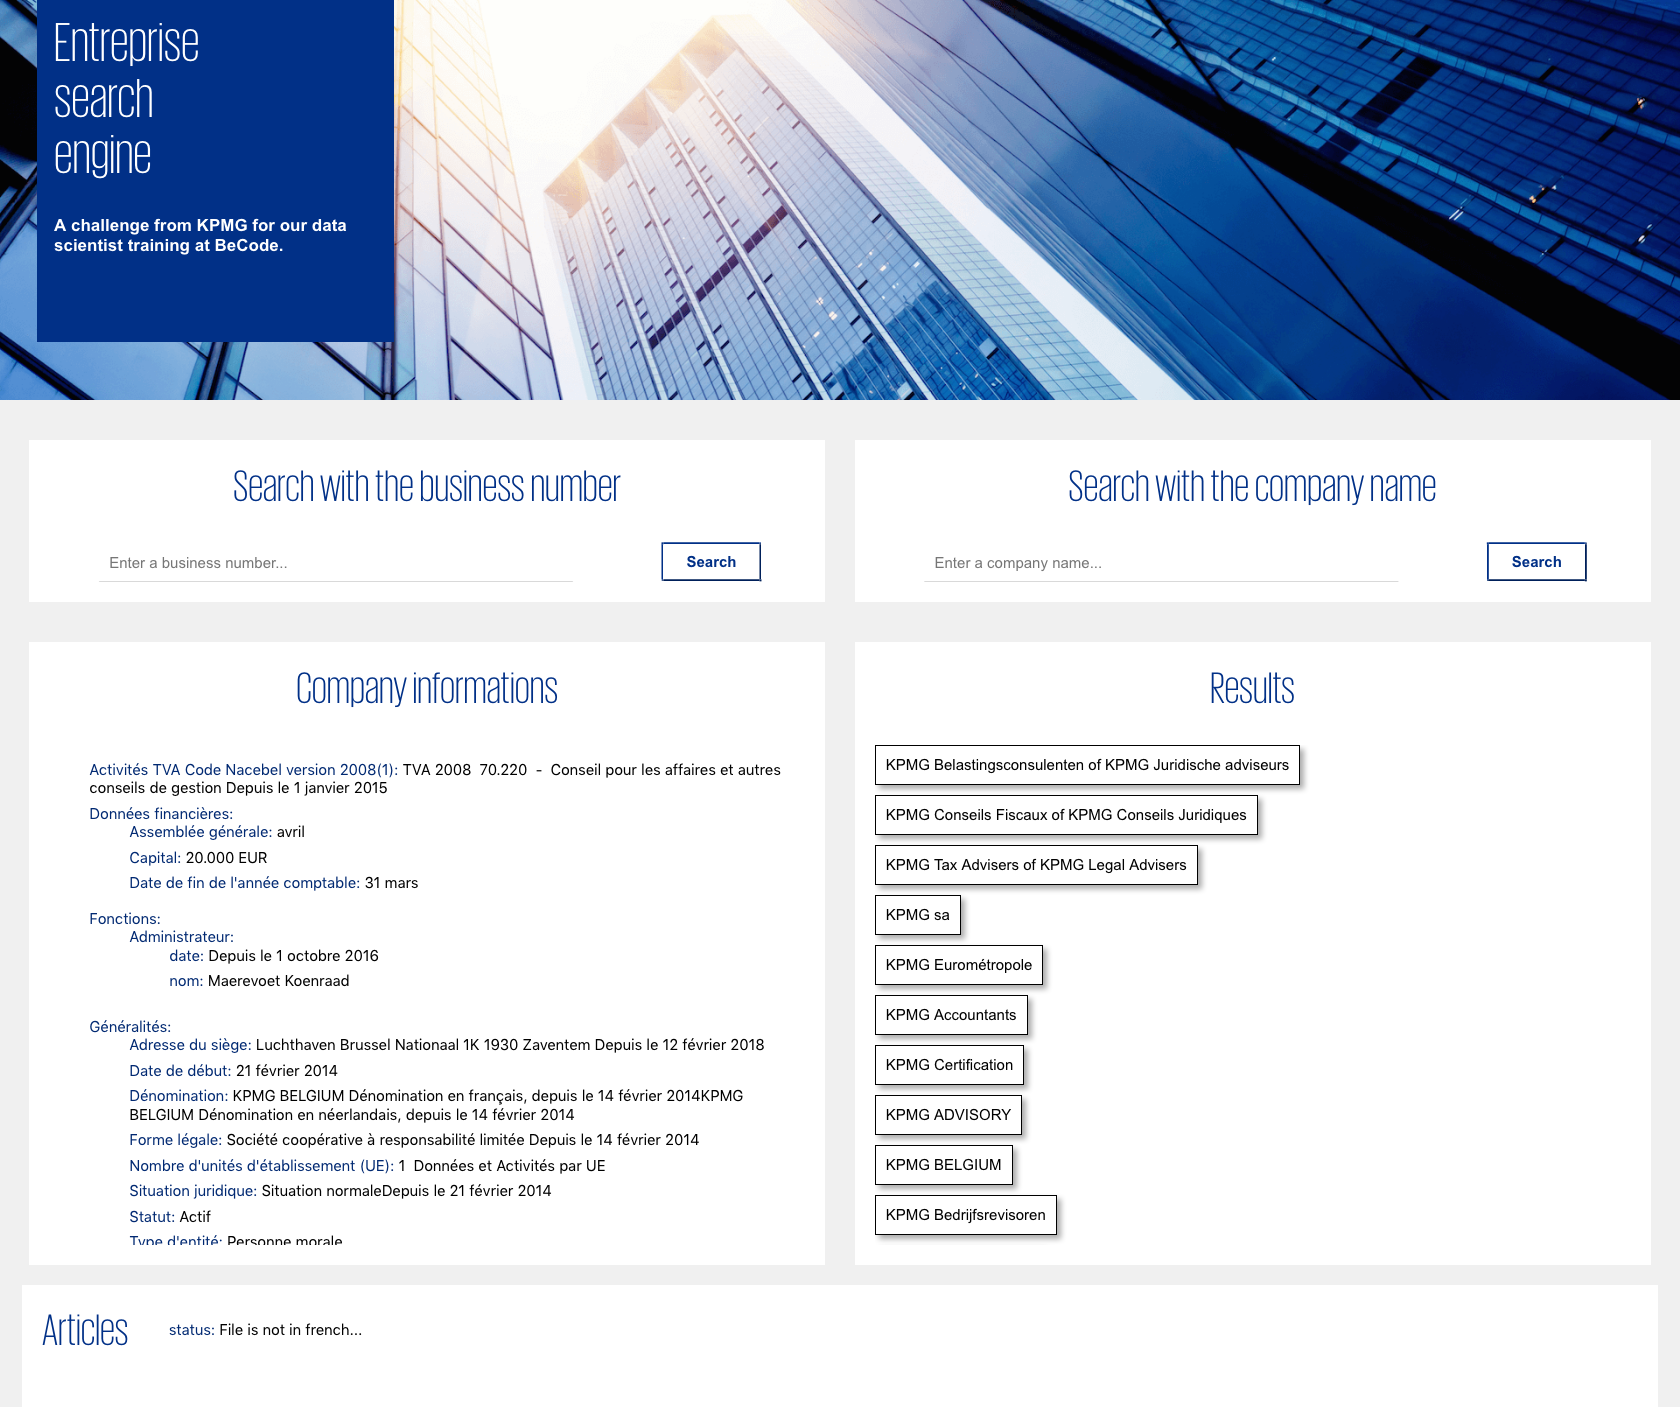 Entreprise
search
engine
A challenge from KPMG for our data
scientist training at BeCode.
Search with the business number
Enter a business number...
Search
Search with the company name
Enter a company name...
Search
Company informations
Activités TVA Code Nacebel version 2008(1): TVA 2008 70.220 - Conseil pour les affaires et autres
conseils de gestion Depuis le 1 janvier 2015
Données financières:
Assemblée générale: avril
Capital: 20.000 EUR
Date de fin de l'année comptable: 31 mars
Fonctions:
Administrateur:
date: Depuis le 1 octobre 2016
nom: Maerevoet Koenraad
Généralités:
Adresse du siège: Luchthaven Brussel Nationaal 1K 1930 Zaventem Depuis le 12 février 2018
Date de début: 21 février 2014
Dénomination: KPMG BELGIUM Dénomination en français, depuis le 14 février 2014KPMG
BELGIUM Dénomination en néerlandais, depuis le 14 février 2014
Forme légale: Société coopérative à responsabilité limitée Depuis le 14 février 2014
Nombre d'unités d'établissement (UE): 1 Données et Activités par UE
Situation juridique: Situation normaleDepuis le 21 février 2014
Statut: Actif
Type d'entité: Personne morale
Results
KPMG Belastingsconsulenten of KPMG Juridische adviseurs
KPMG Conseils Fiscaux of KPMG Conseils Juridiques
KPMG Tax Advisers of KPMG Legal Advisers
KPMG sa
KPMG Eurométropole
KPMG Accountants
KPMG Certification
KPMG ADVISORY
KPMG BELGIUM
KPMG Bedrijfsrevisoren
Articles
status: File is not in french...